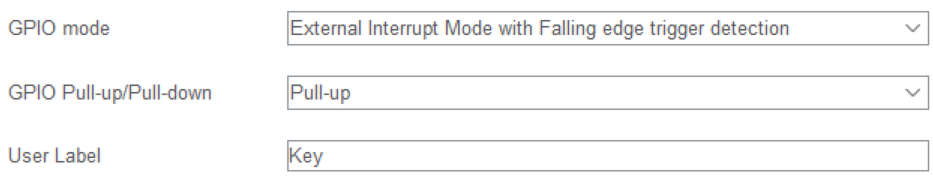 GPIO mode External Interrupt Mode with Falling edge trigger detection
GPIO Pull-up/Pull-down Pull-up
User Label Key